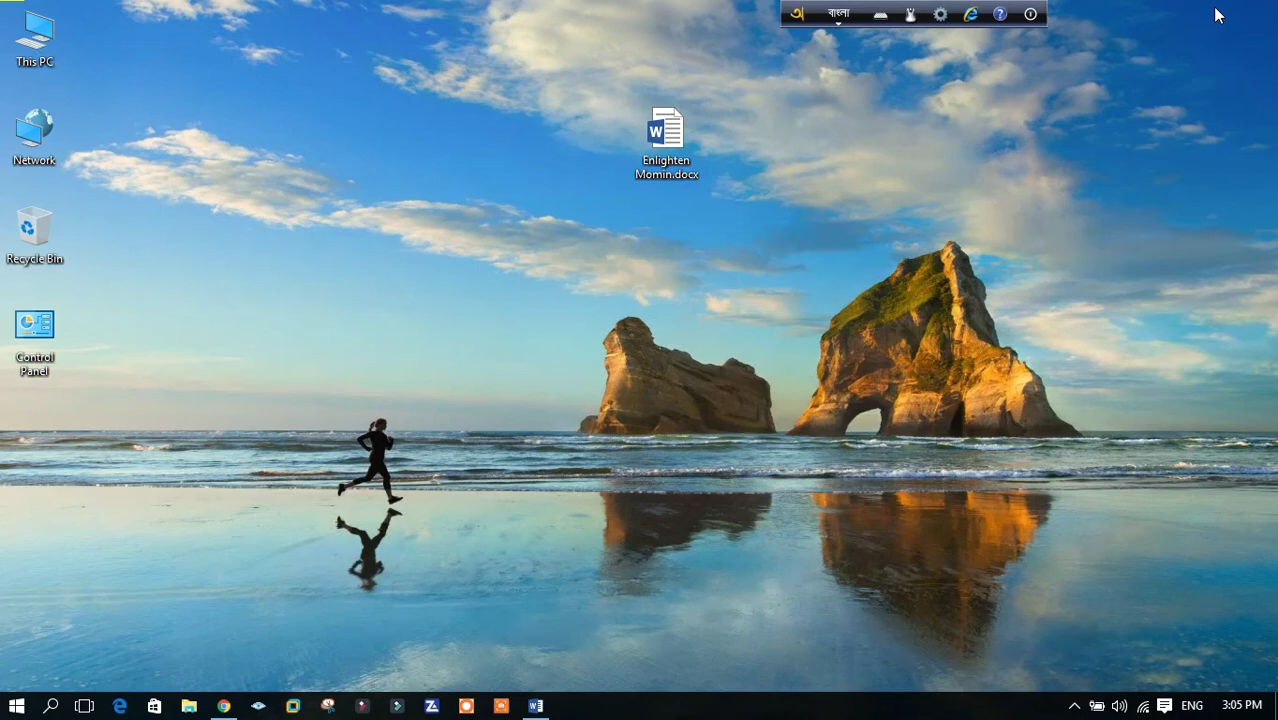 বাংলা
This PC
Enlighten
Momin.docx
Network
Recycle Bin
Control
Panel
ENG
3:05 PM